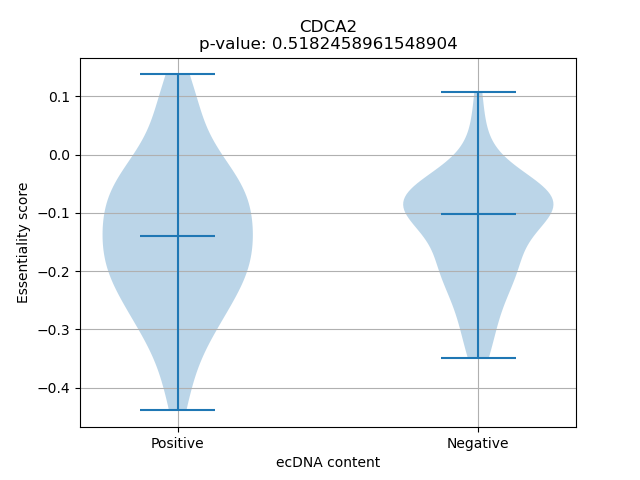 CDCA2
p-value: 0.5182458961548904
Essentiality score
0.1
0.0
−0.1
−0.2
−0.3
−0.4
Positive
Negative
ecDNA content